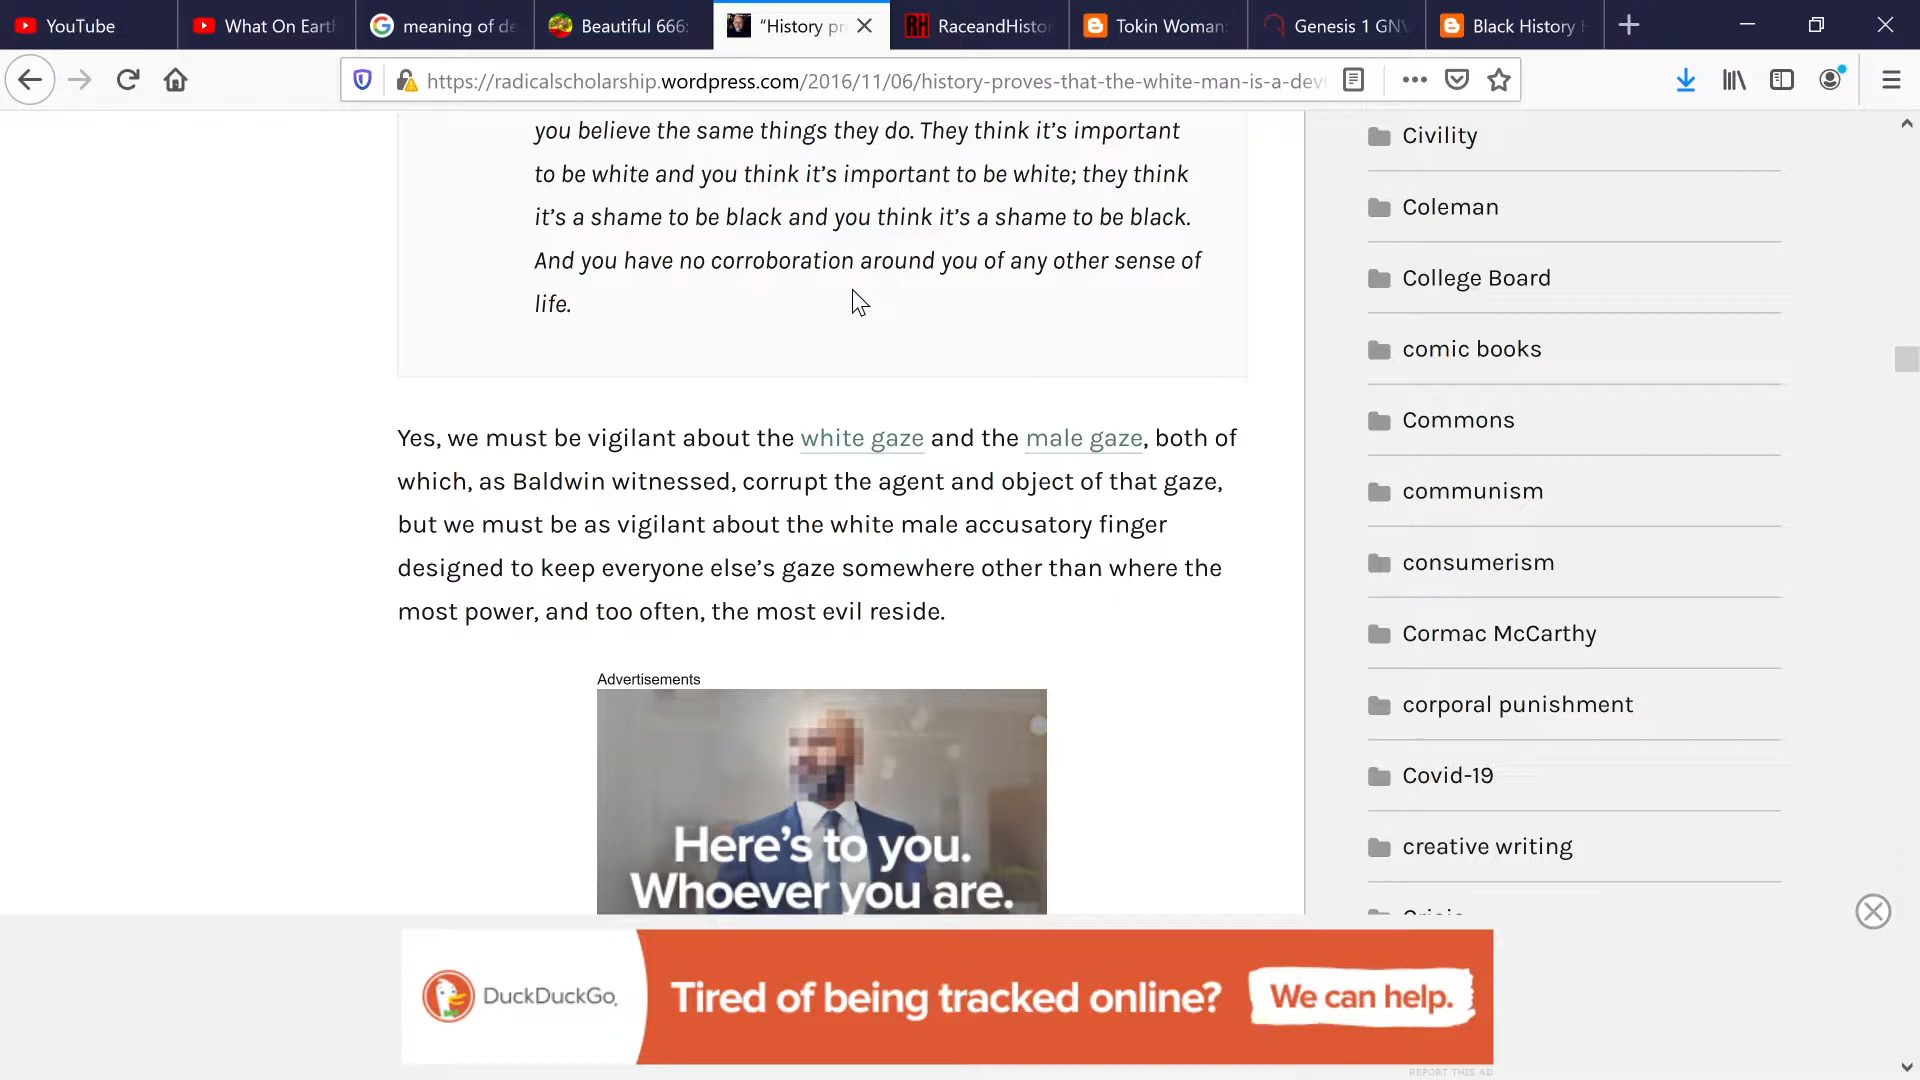 YouTube
What On Eart
meaning of de
Beautiful 666:
“History pr
RH RaceandHisto
Tokin Woman:
Genesis 1 GNV
Black History H
https://radicalscholarship.wordpress.com/2016/11/06/history-proves-that-the-white-man-is-a-devi
you believe the same things they do. They think it’s important
to be white and you think it’s important to be white; they think
it’s a shame to be black and you think it’s a shame to be black.
And you have no corroboration around you of any other sense of
life.
Yes, we must be vigilant about the white gaze and the male gaze, both of
which, as Baldwin witnessed, corrupt the agent and object of that gaze,
but we must be as vigilant about the white male accusatory finger
designed to keep everyone else’s gaze somewhere other than where the
most power, and too often, the most evil reside.
Advertisements
Here’s to you.
Whoever you are.
Civility
Coleman
College Board
comic books
Commons
communism
consumerism
Cormac McCarthy
corporal punishment
Covid-19
creative writing
Crisis
DuckDuckGo.
Tired of being tracked online?
We can help.
REPORT THIS AD